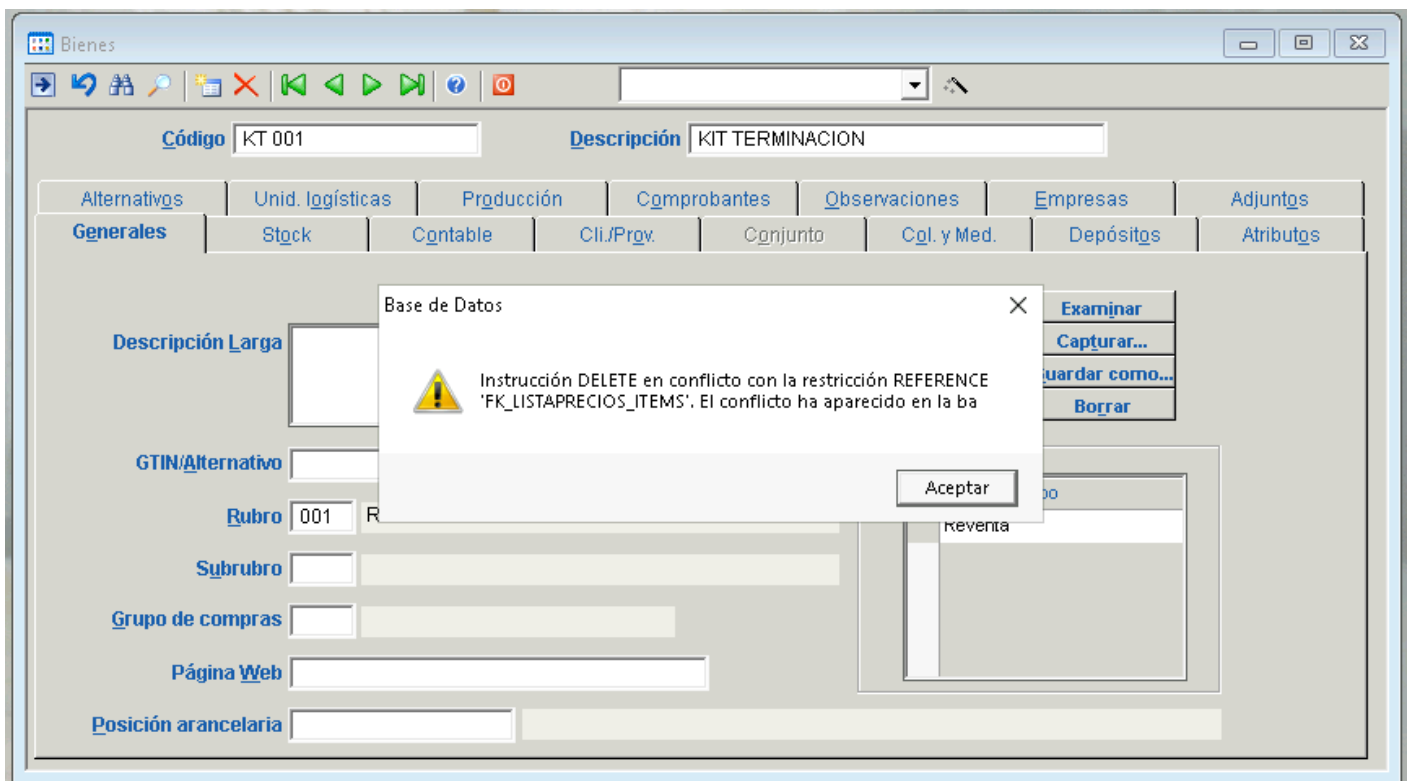 Bienes
Código KT 001 Descripción KIT TERMINACION
Alternativos Unid. logísticas Producción Comprobantes Observaciones Empresas Adjuntos
Generales Stock Contable Cli./Prov. Conjunto Col. y Med. Depósitos Atributos
Base de Datos
Instrucción DELETE en conflicto con la restricción REFERENCE
'FK_LISTAPRECIOS_ITEMS'. El conflicto ha aparecido en la ba
Aceptar
Examinar
Capturar...
uardar como...
Borrar
Descripción Larga
GTIN/Alternativo
Rubro 001 R
Subrubro
Grupo de compras
Página Web
Posición arancelaria
po
Reventa